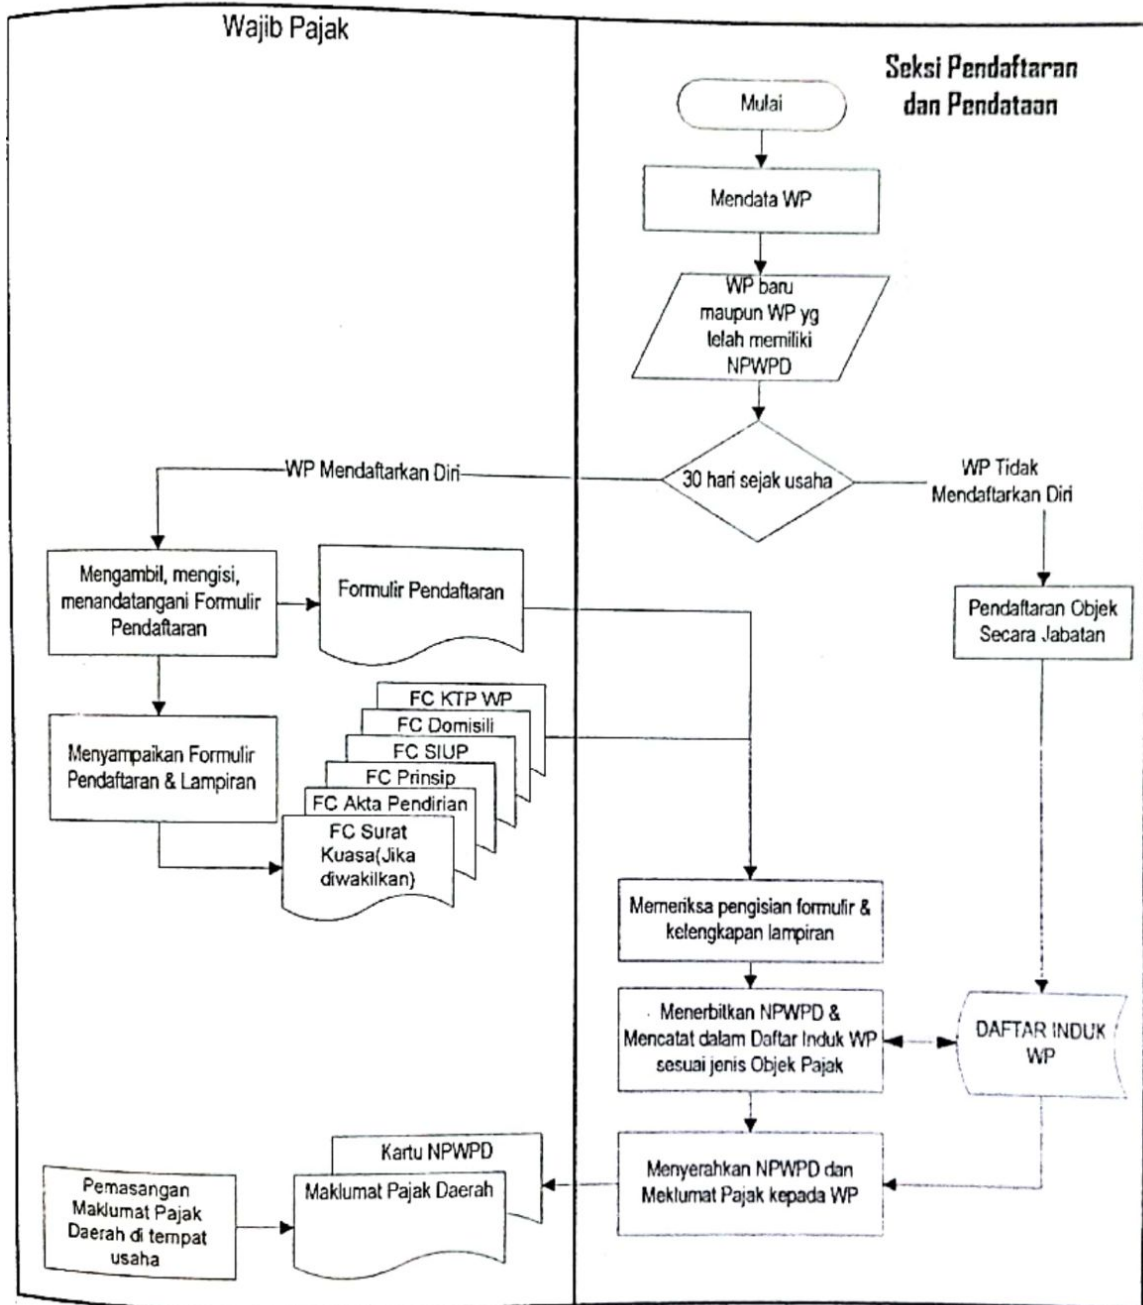 Wajib Pajak
Seksi Pendaftaran
dan Pendataan
Mulai
Mendata WP
WP baru
maupun WP yg
telah memiliki
NPWPD
30 hari sejak usaha
WP Mendaftarkan Diri
WP Tidak
Mendaftarkan Diri
Mengambil, mengisi,
menandatangani Formulir
Pendaftaran
Formulir Pendaftaran
Pendaftaran Objek
Secara Jabatan
Menyampaikan Formulir
Pendaftaran & Lampiran
FC KTP WP
FC Domisili
FC SIUP
FC Prinsip
FC Akta Pendirian
FC Surat
Kuasa(Jika
diwakilkan)
Memeriksa pengisian formulir &
kelengkapan lampiran
Menerbitkan NPWPD &
Mencatat dalam Daftar Induk WP
sesuai jenis Objek Pajak
DAFTAR INDUK
WP
Menyerahkan NPWPD dan
Meklumat Pajak kepada WP
Kartu NPWPD
Maklumat Pajak Daerah
Pemasangan
Maklumat Pajak
Daerah di tempat
usaha